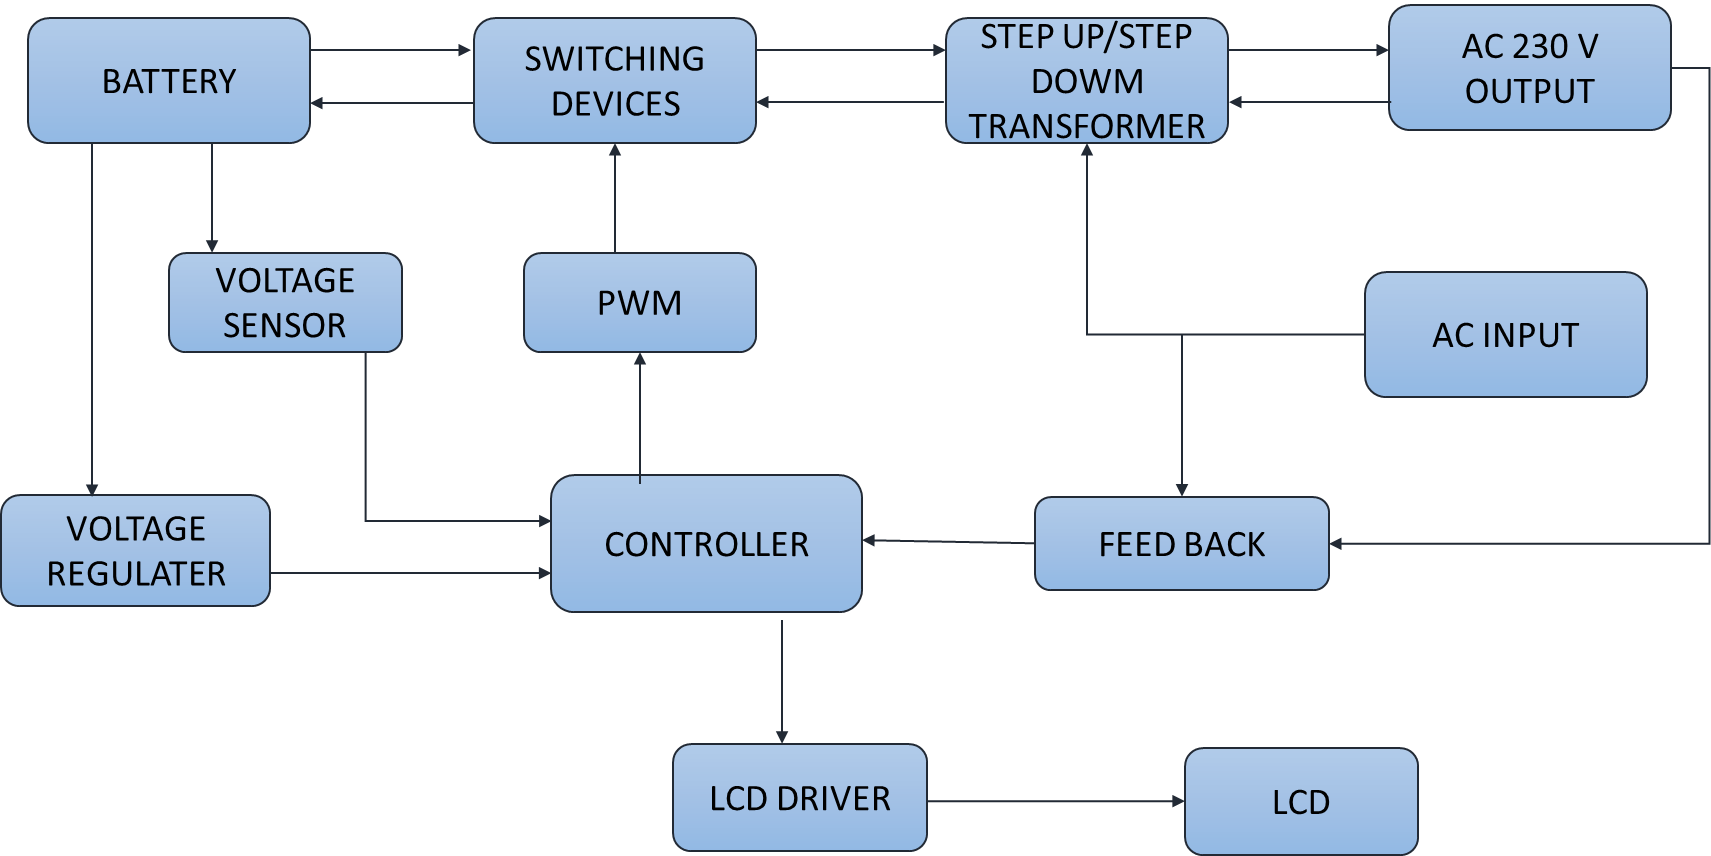 BATTERY
SWITCHING
DEVICES
STEP UP/STEP
DOWM
TRANSFORMER
AC 230 V
OUTPUT
VOLTAGE
SENSOR
PWM
AC INPUT
VOLTAGE
REGULATER
CONTROLLER
FEED BACK
LCD DRIVER
LCD